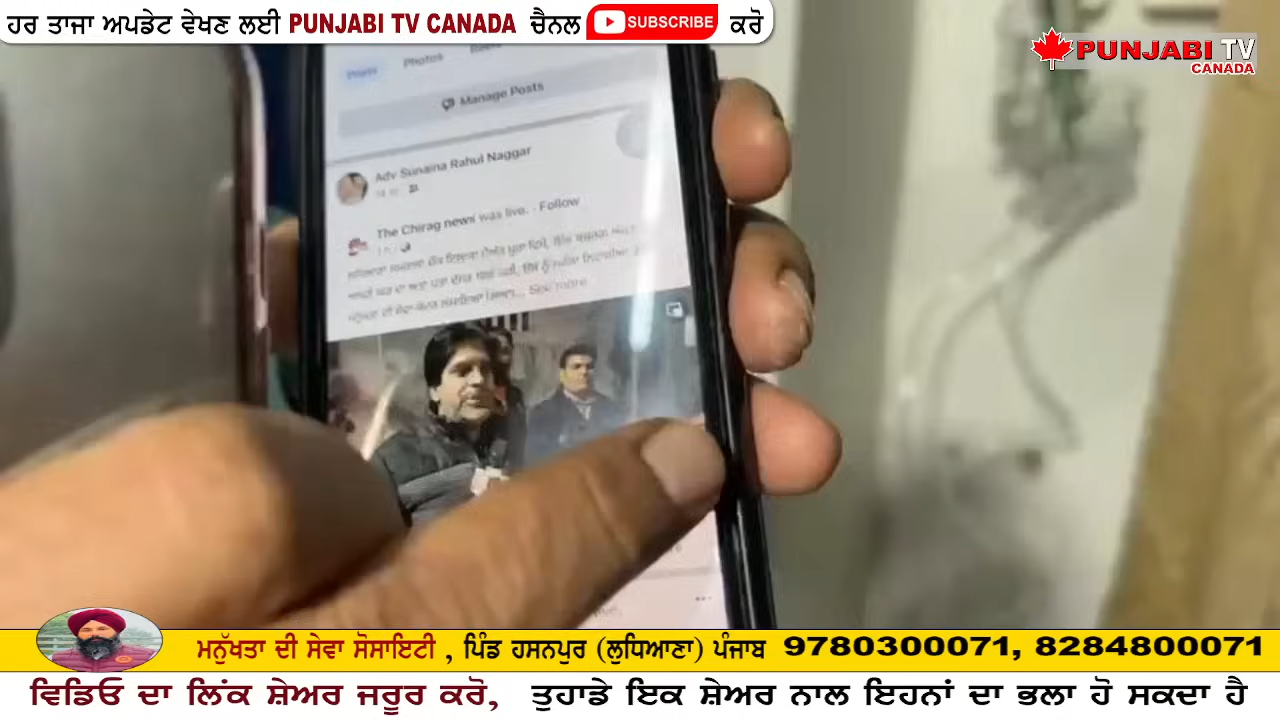 ਹਰ ਤਾਜਾ ਅਪਡੇਟ ਵੇਖਣ ਲਈ PUNJABI TV CANADA ਚੈਨਲ SUBSCRIBE ਕਰੋ
PUNJABI TV
CANADA
Posts Photos
Manage Posts
Adv Sunaina Rahul Naggar
The Chirag news was live. · Follow
See more
ਮਨੁੱਖਤਾ ਦੀ ਸੇਵਾ ਸੋਸਾਇਟੀ , ਪਿੰਡ ਹਸਨਪੁਰ (ਲੁਧਿਆਣਾ) ਪੰਜਾਬ 9780300071, 8284800071
ਵਿਡਿਓ ਦਾ ਲਿੰਕ ਸ਼ੇਅਰ ਜਰੂਰ ਕਰੋ, ਤੁਹਾਡੇ ਇਕ ਸ਼ੇਅਰ ਨਾਲ ਇਹਨਾਂ ਦਾ ਭਲਾ ਹੋ ਸਕਦਾ ਹੈ